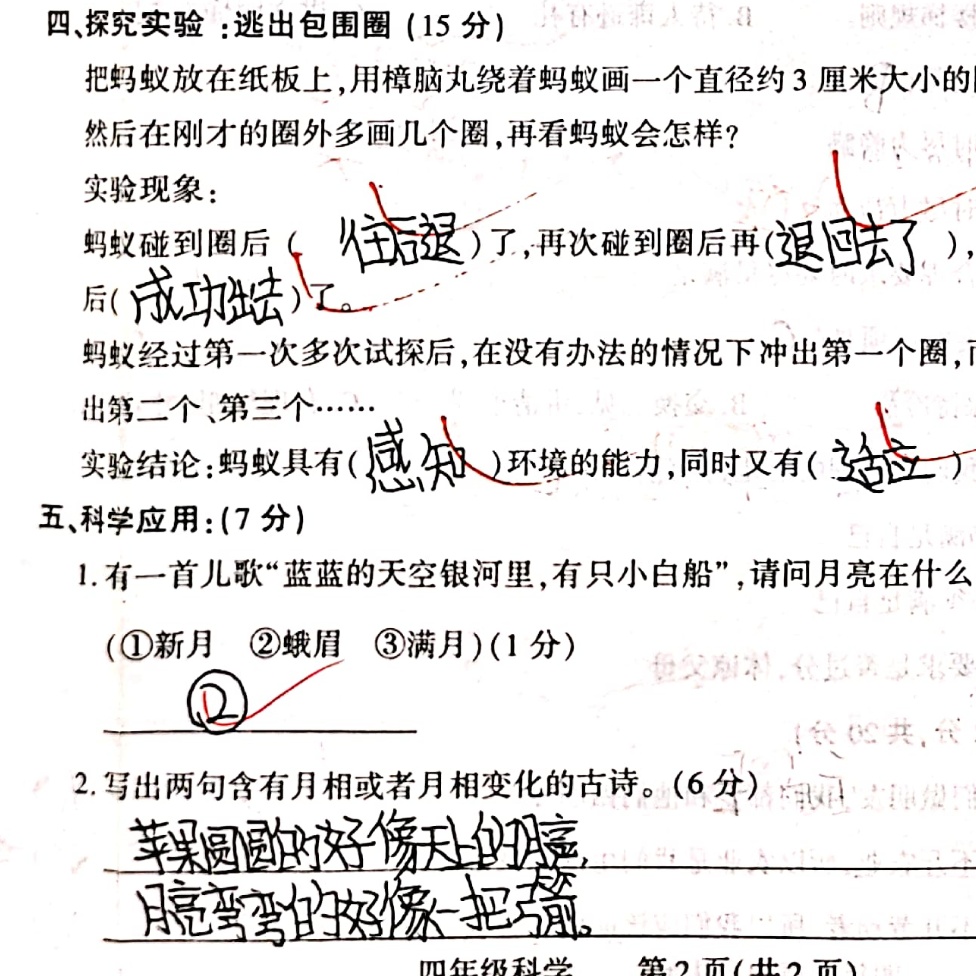 四、探究实验:逃出包围圈(15分)
把蚂蚁放在纸板上,用樟脑丸绕着蚂蚁画一个直径约3厘米大小的
然后在刚才的圈外多画几个圈,再看蚂蚁会怎样?
实验现象:
蚂蚁碰到圈后(往后退)了,再次碰到圈后再(退回去了),
后(成功出去)了。
蚂蚁经过第一次多次试探后,在没有办法的情况下冲出第一个圈,
出第二个、第三个……
实验结论:蚂蚁具有(感知)环境的能力,同时又有(适应)
五、科学应用:(7分)
1.有一首儿歌“蓝蓝的天空银河里,有只小白船”,请问月亮在什么
(①新月 ②蛾眉 ③满月)(1分)
②
2.写出两句含有月相或者月相变化的古诗。(6分)
苹果圆圆的好像天上的明亮,
月亮弯弯的好像一把弓箭。
四年级科学 第2页(共2页)